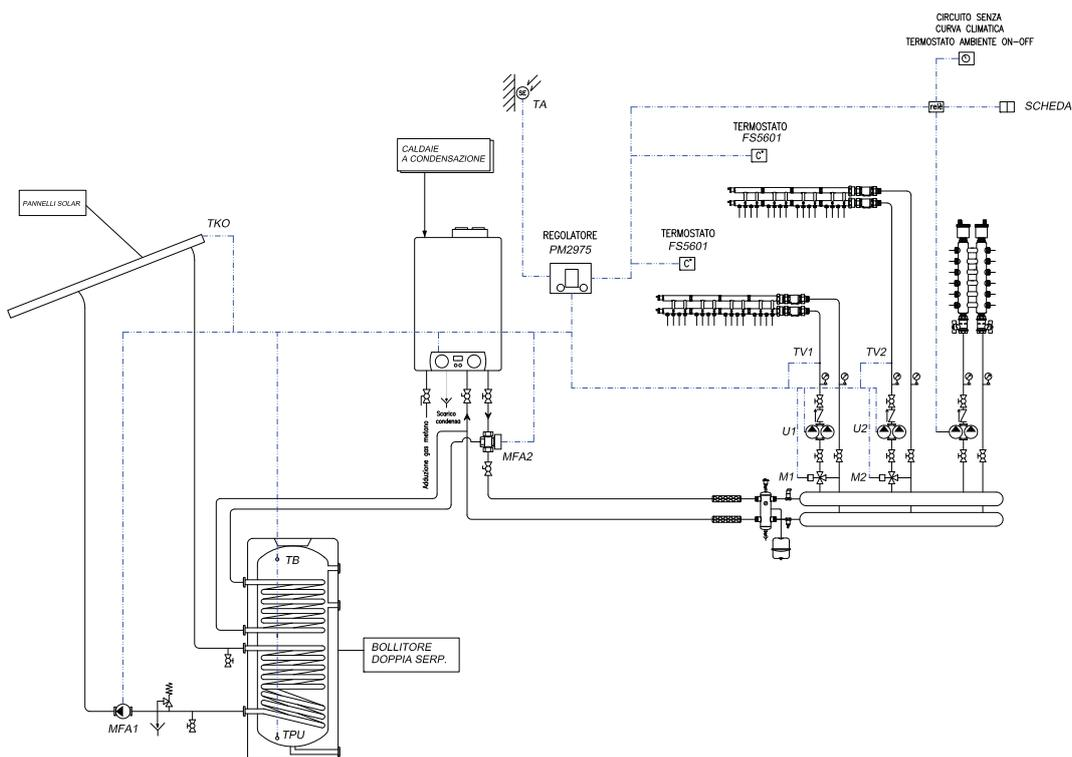 CIRCUITO SENZA
CURVA CLIMATICA
TERMOSTATO AMBIENTE ON-OFF
SE
TA
relè
SCHEDA
TERMOSTATO
FS5601
C°
CALDAIE
A CONDENSAZIONE
PANNELLI SOLAR
TKO
REGOLATORE
PM2975
TERMOSTATO
FS5601
C°
TV1
TV2
Scarico
condensa
Adduzione gas metano
U1
U2
MFA2
M1
M2
TB
BOLLITORE
DOPPIA SERP.
MFA1
TPU